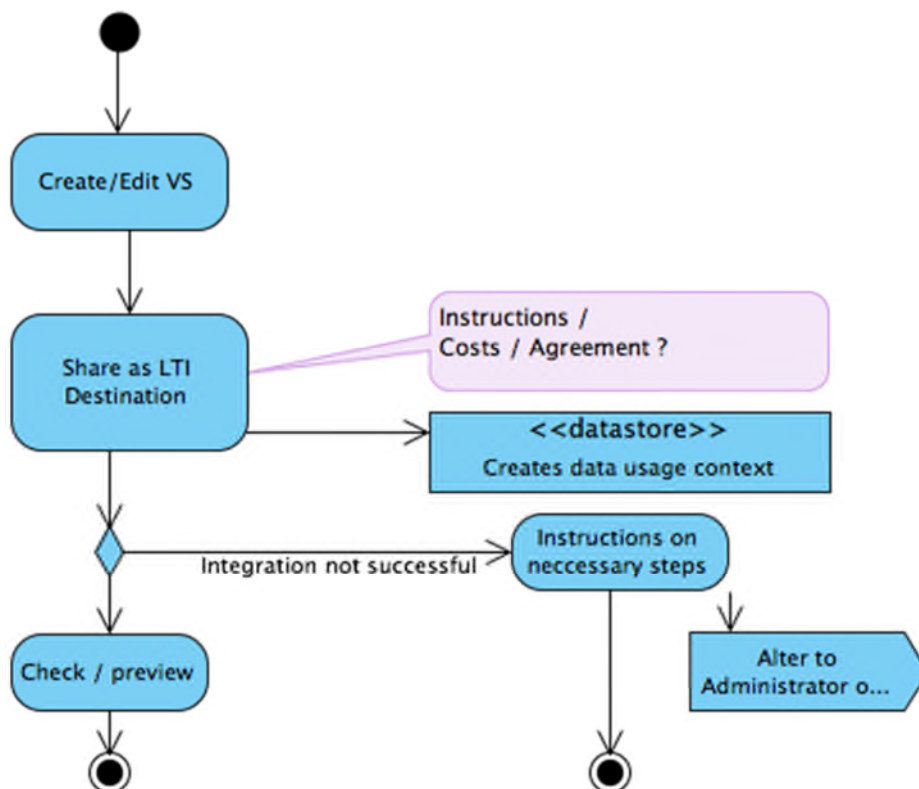 Create/Edit VS
Share as LTI
Destination
Instructions /
Costs / Agreement ?
<<datastore>>
Creates data usage context
Integration not successful
Instructions on
neccessary steps
Check / preview
Alter to
Administrator o...